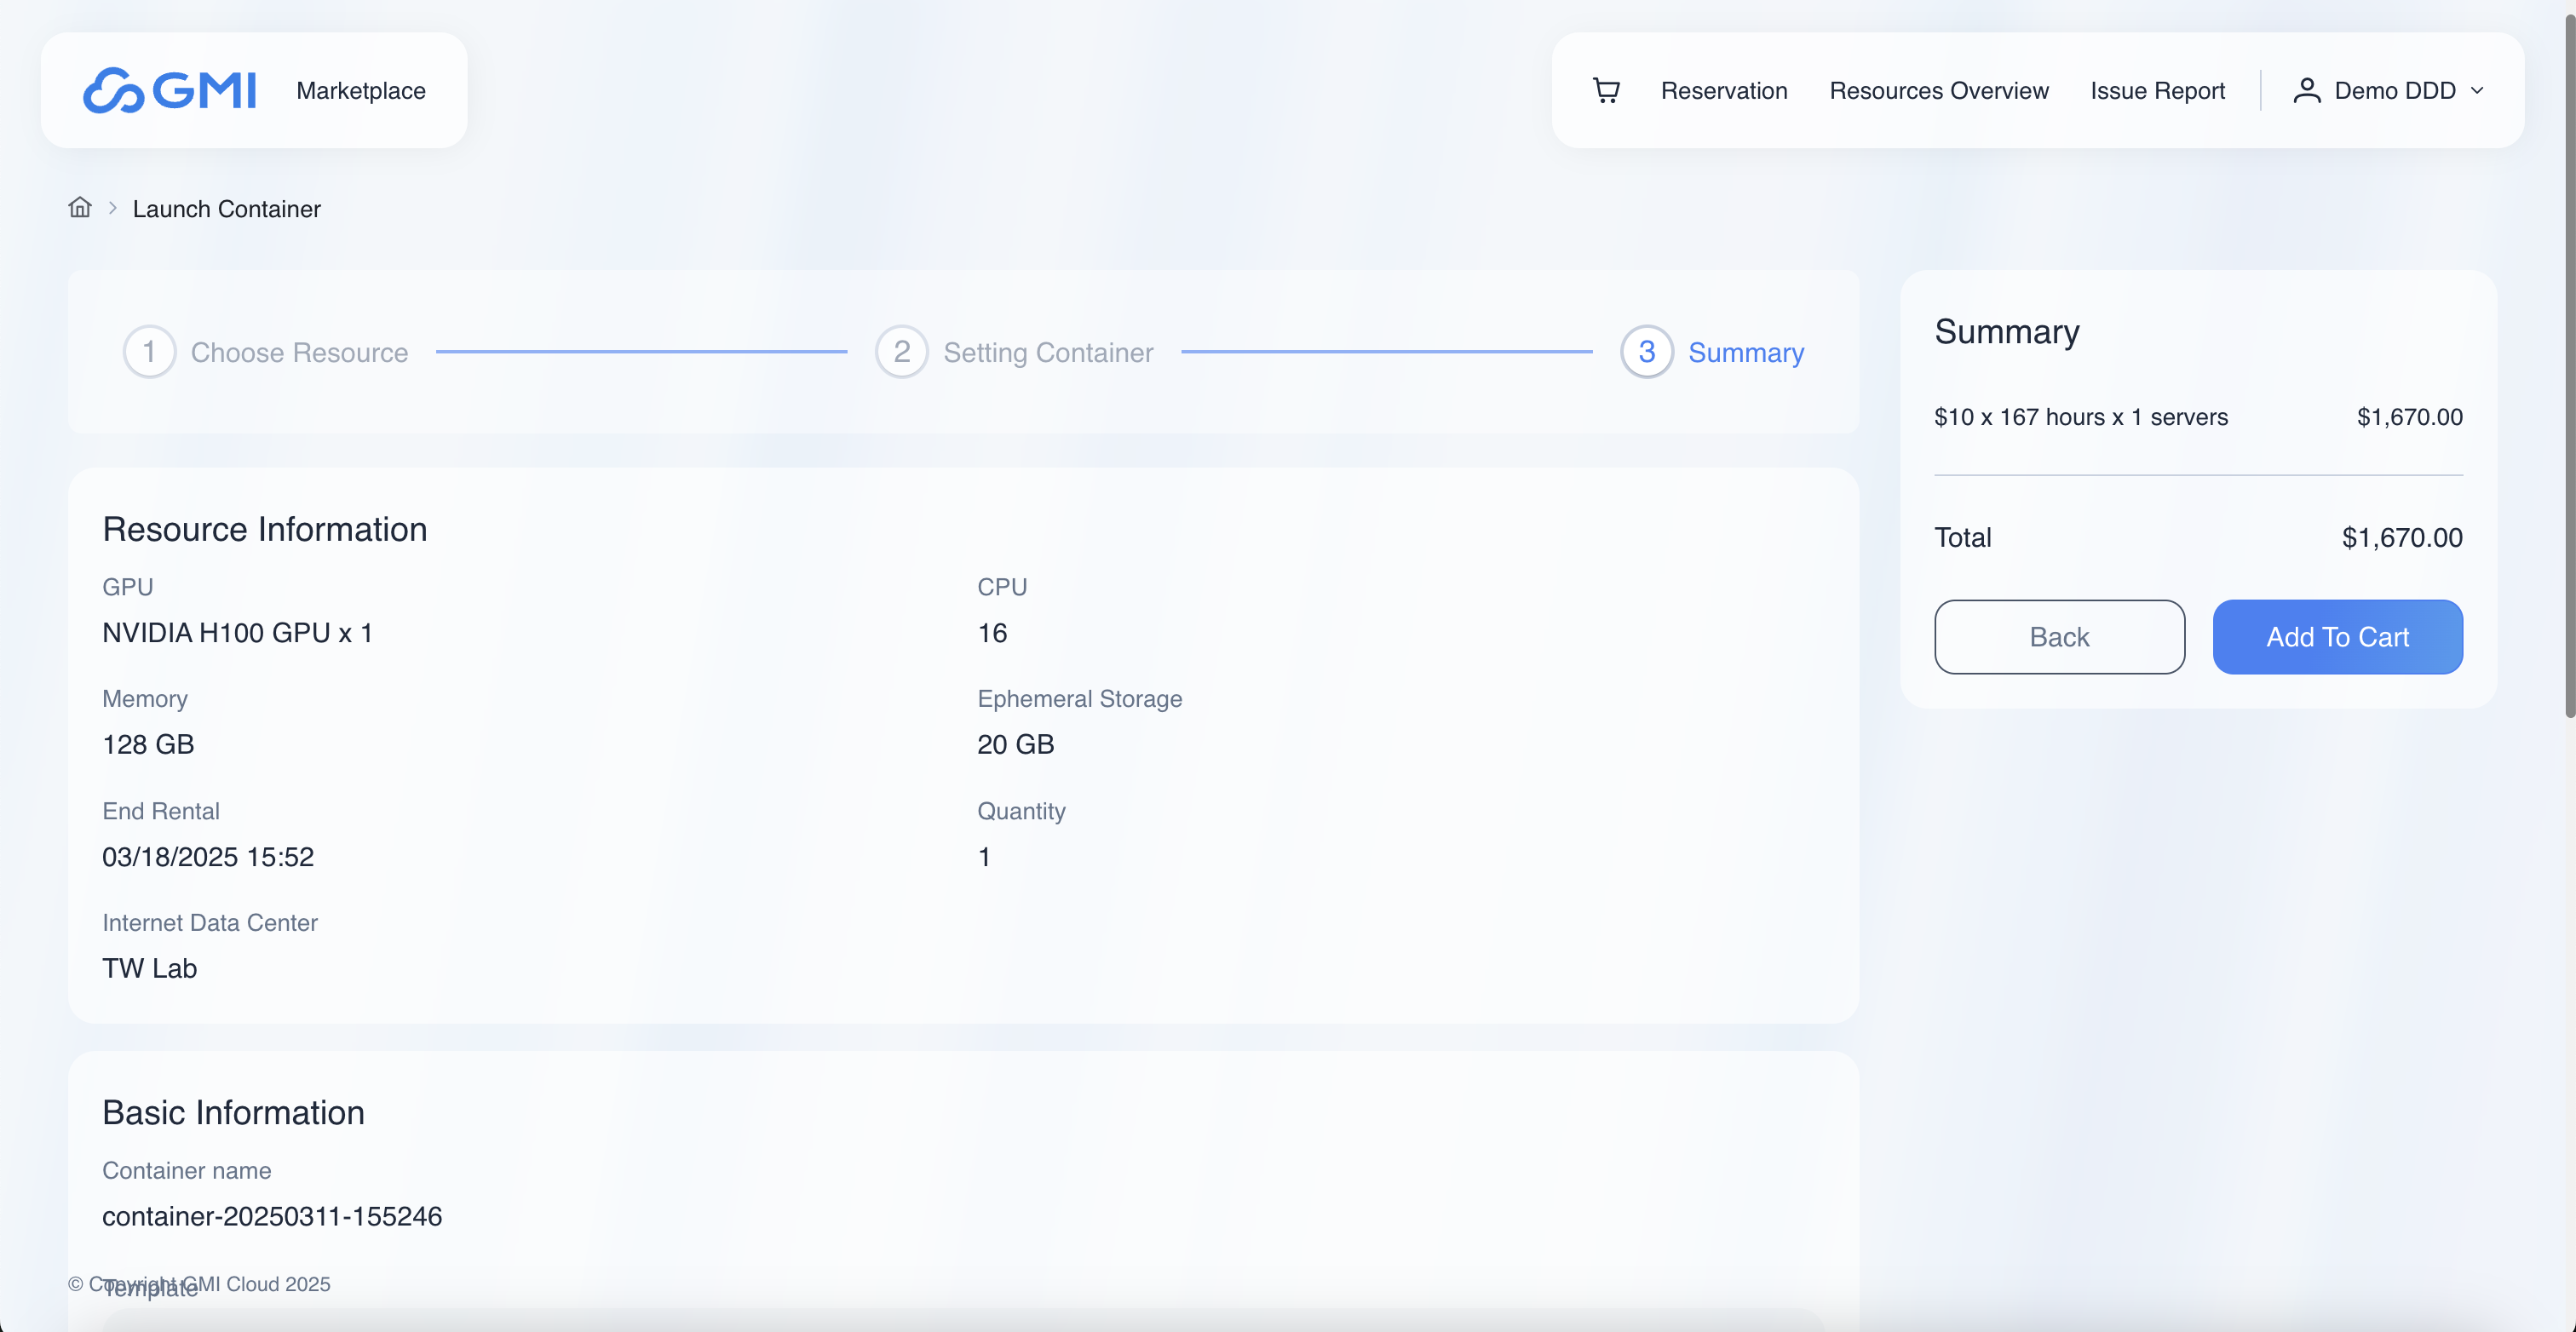 GMI Marketplace
Reservation Resources Overview Issue Report Demo DDD
Launch Container
1 Choose Resource 2 Setting Container 3 Summary
Resource Information
GPU
NVIDIA H100 GPU x 1
CPU
16
Memory
128 GB
Ephemeral Storage
20 GB
End Rental
03/18/2025 15:52
Quantity
1
Internet Data Center
TW Lab
Basic Information
Container name
container-20250311-155246
Template
© Copyright GMI Cloud 2025
Summary
$10 x 167 hours x 1 servers $1,670.00
Total $1,670.00
Back Add To Cart